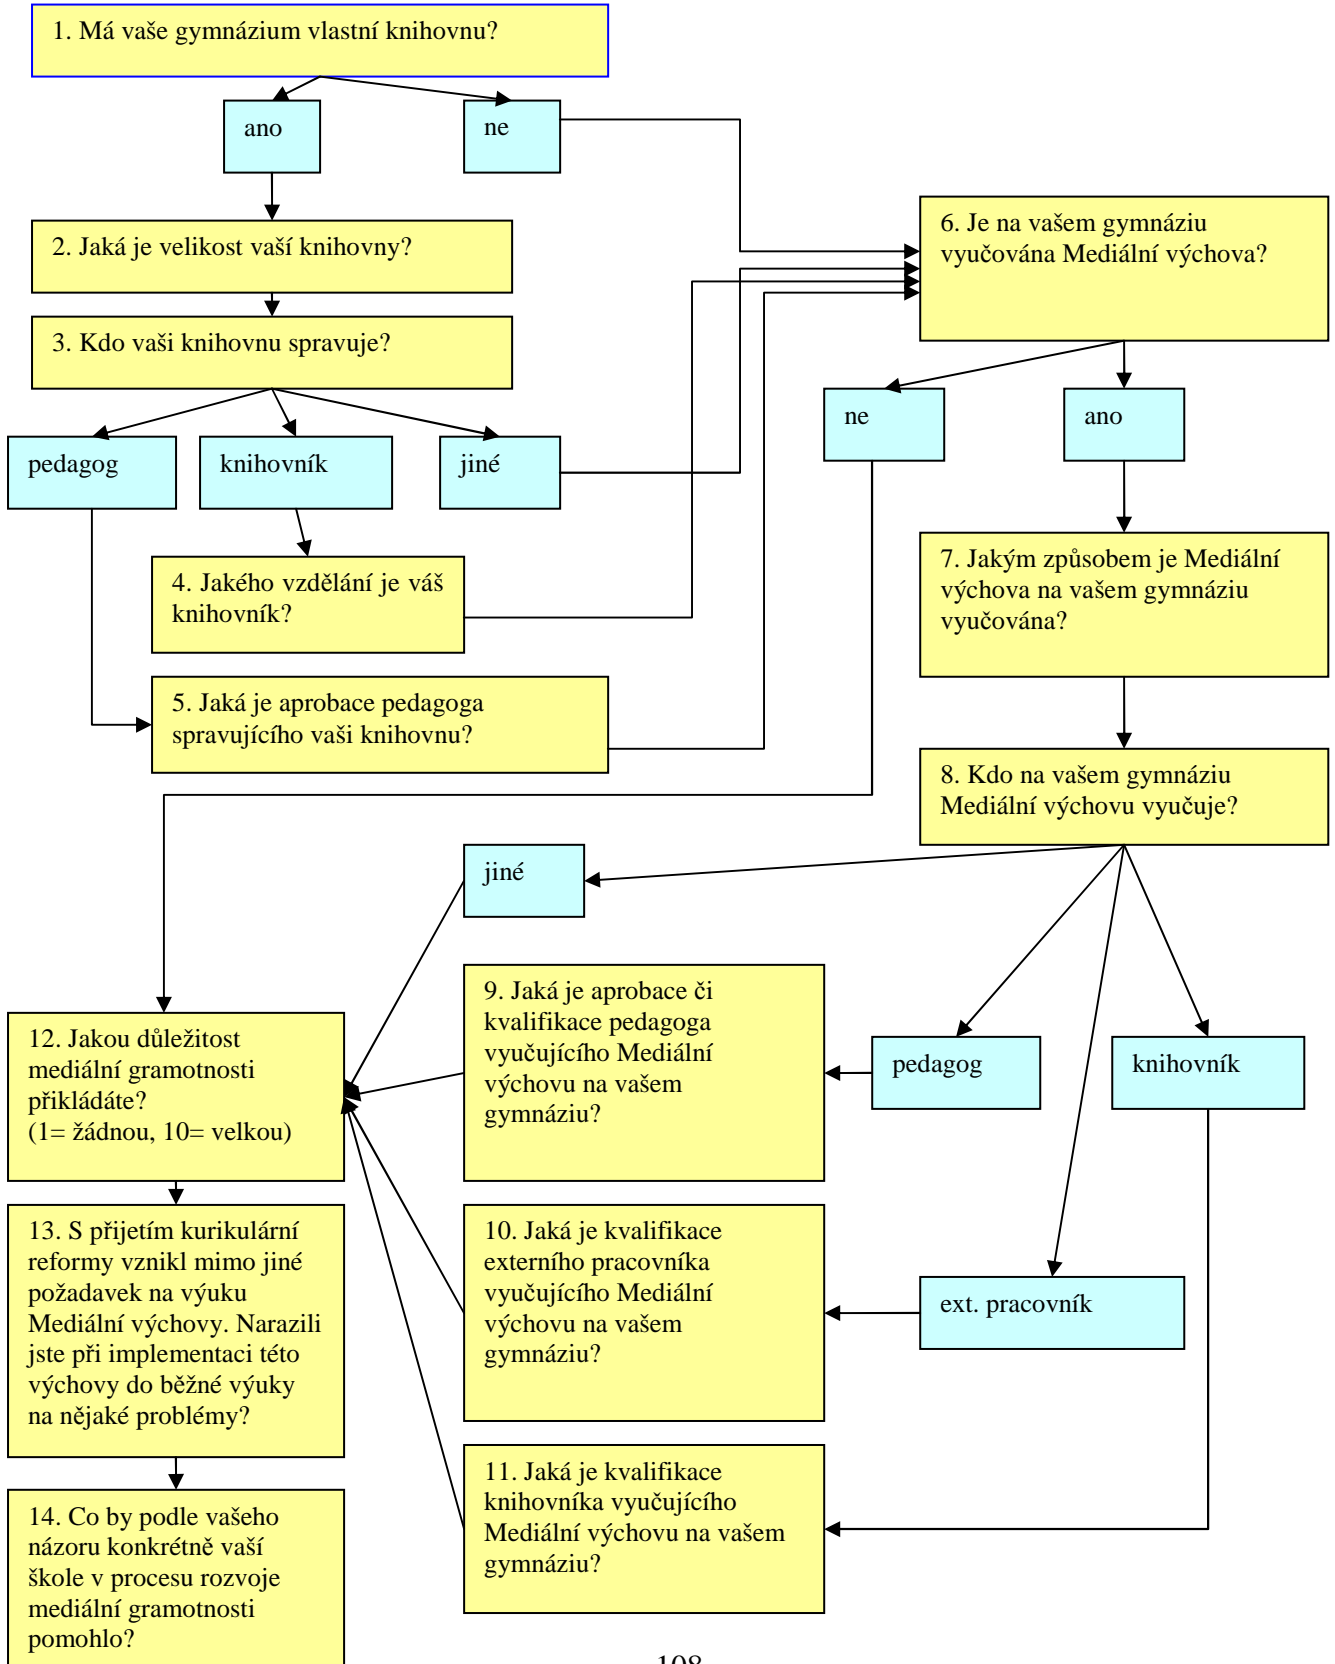 1. Má vaše gymnázium vlastní knihovnu?
ano
ne
2. Jaká je velikost vaší knihovny?
3. Kdo vaši knihovnu spravuje?
pedagog
knihovník
jiné
4. Jakého vzdělání je váš
knihovník?
5. Jaká je aprobace pedagoga
spravujícího vaši knihovnu?
6. Je na vašem gymnáziu
vyučována Mediální výchova?
ne
ano
7. Jakým způsobem je Mediální
výchova na vašem gymnáziu
vyučována?
8. Kdo na vašem gymnáziu
Mediální výchovu vyučuje?
jiné
pedagog
knihovník
ext. pracovník
9. Jaká je aprobace či
kvalifikace pedagoga
vyučujícího Mediální
výchovu na vašem
gymnáziu?
10. Jaká je kvalifikace
externího pracovníka
vyučujícího Mediální
výchovu na vašem
gymnáziu?
11. Jaká je kvalifikace
knihovníka vyučujícího
Mediální výchovu na vašem
gymnáziu?
12. Jakou důležitost
mediální gramotnosti
přikládáte?
(1= žádnou, 10= velkou)
13. S přijetím kurikulární
reformy vznikl mimo jiné
požadavek na výuku
Mediální výchovy. Narazili
jste při implementaci této
výchovy do běžné výuky
na nějaké problémy?
14. Co by podle vašeho
názoru konkrétně vaší
škole v procesu rozvoje
mediální gramotnosti
pomohlo?